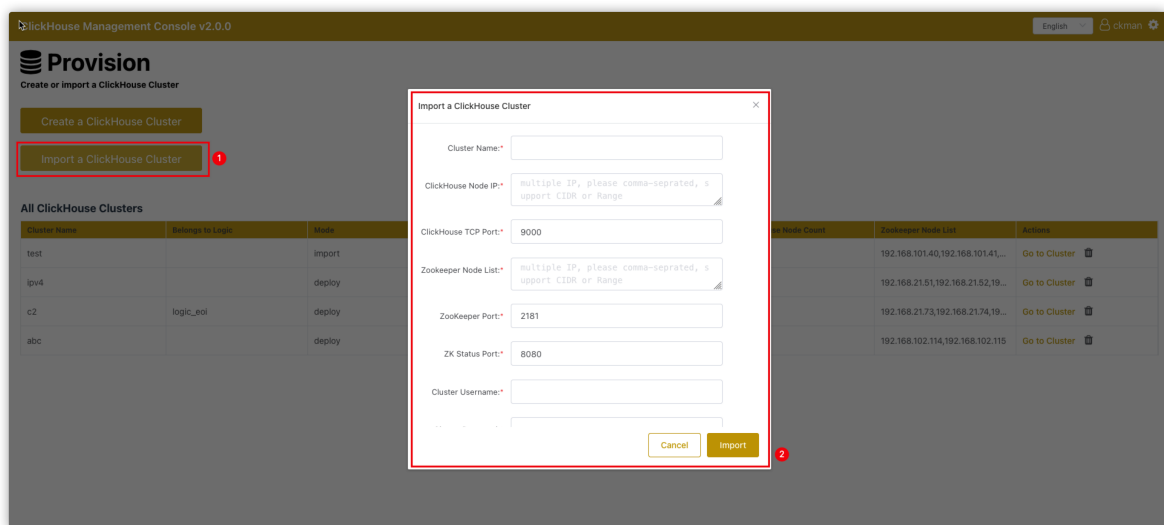 ClickHouse Management Console v2.0.0
English
ckman
Provision
Create or import a ClickHouse Cluster
Create a ClickHouse Cluster
Import a ClickHouse Cluster
1
Import a ClickHouse Cluster
Cluster Name:*
ClickHouse Node IP:*
multiple IP, please comma-seprated, s
upport CIDR or Range
ClickHouse TCP Port:*
9000
Zookeeper Node List:*
multiple IP, please comma-seprated, s
upport CIDR or Range
ZooKeeper Port:*
2181
ZK Status Port:*
8080
Cluster Username:*
Cancel
Import
2
All ClickHouse Clusters
Cluster Name Belongs to Logic Mode Node Count Zookeeper Node List Actions
test import 192.168.101.40,192.168.101.41,... Go to Cluster
ipv4 deploy 192.168.21.51,192.168.21.52,19... Go to Cluster
c2 logic_eoi deploy 192.168.21.73,192.168.21.74,19... Go to Cluster
abc deploy 192.168.102.114,192.168.102.115 Go to Cluster